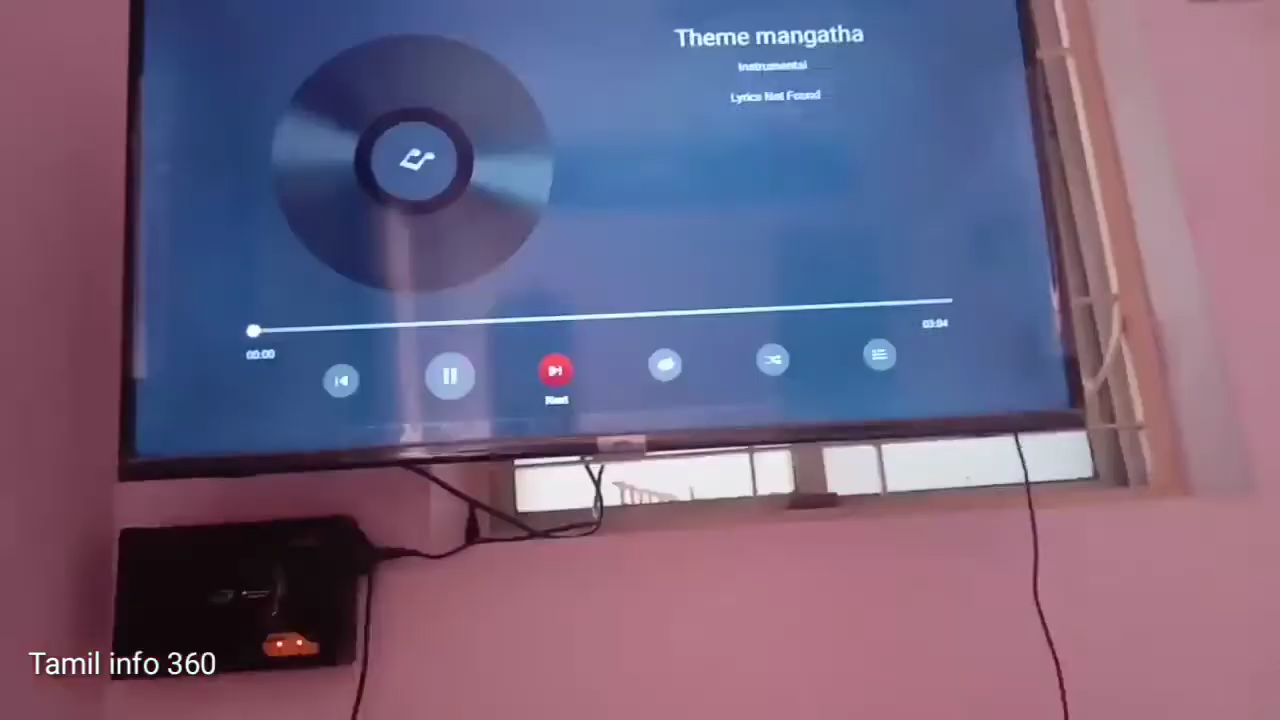 Theme mangatha
Instrumental
Lyrics Not Found
00:00
03:04
Next
Tamil info 360